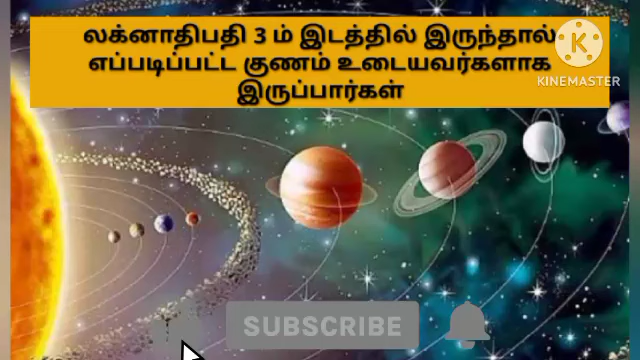 லக்னாதிபதி 3 ம் இடத்தில் இருந்தால்
எப்படிப்பட்ட குணம் உடையவர்களாக
இருப்பார்கள்
K
KINEMASTER
SUBSCRIBE